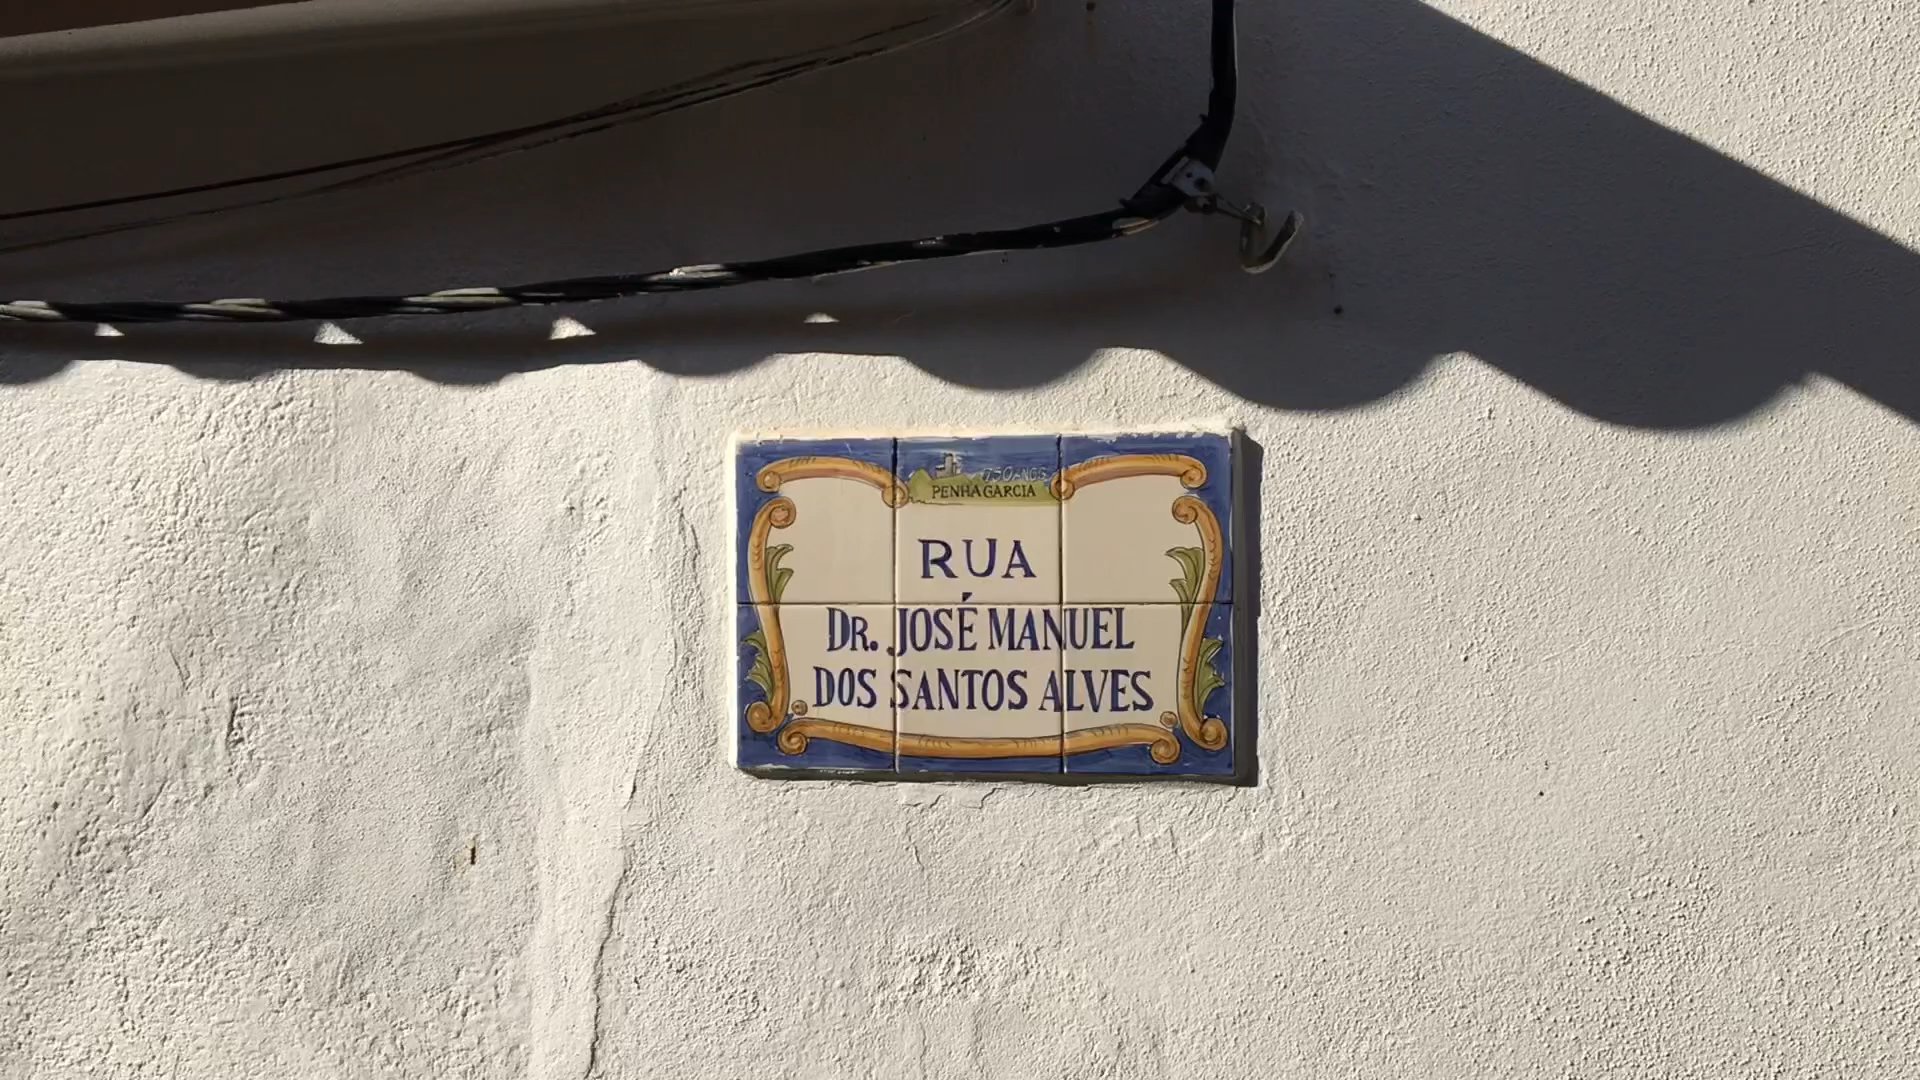 750 ANOS
PENHA GARCIA
RUA
DR. JOSÉ MANUEL
DOS SANTOS ALVES